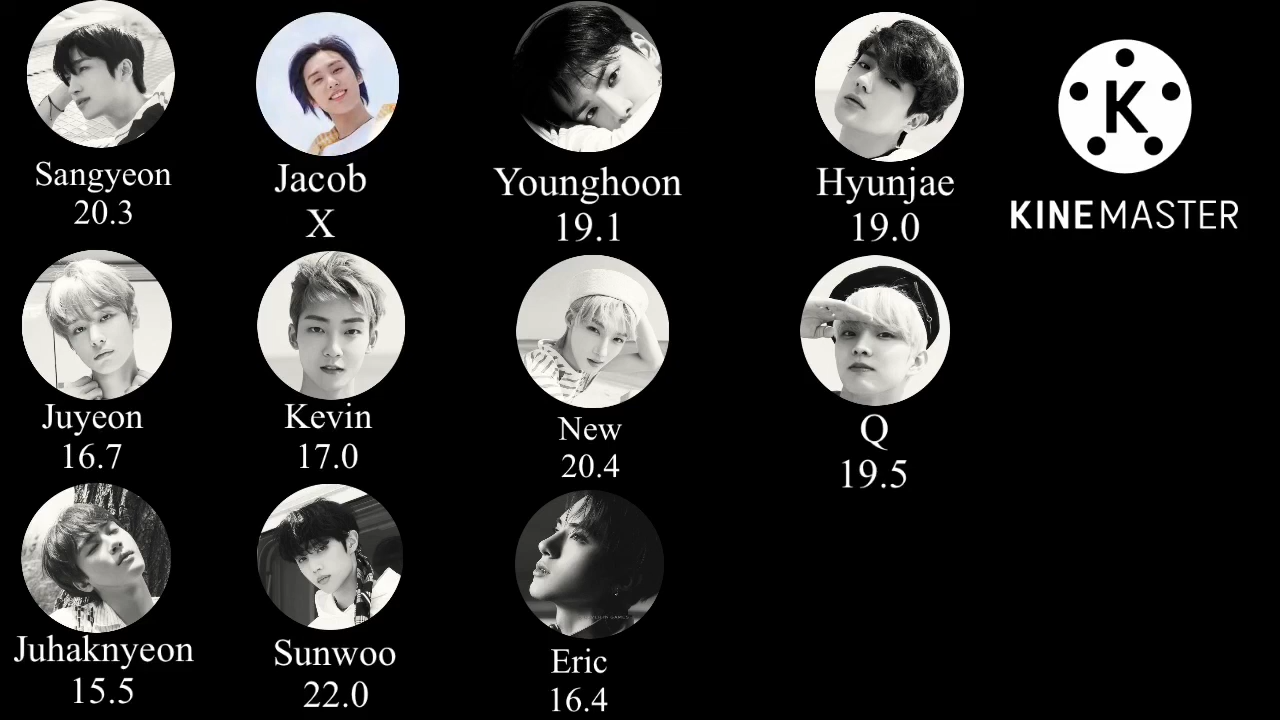 Sangyeon
20.3
Jacob
X
Younghoon
19.1
Hyunjae
19.0
K
KINEMASTER
Juyeon
16.7
Kevin
17.0
New
20.4
Q
19.5
Juhaknyeon
15.5
Sunwoo
22.0
Eric
16.4